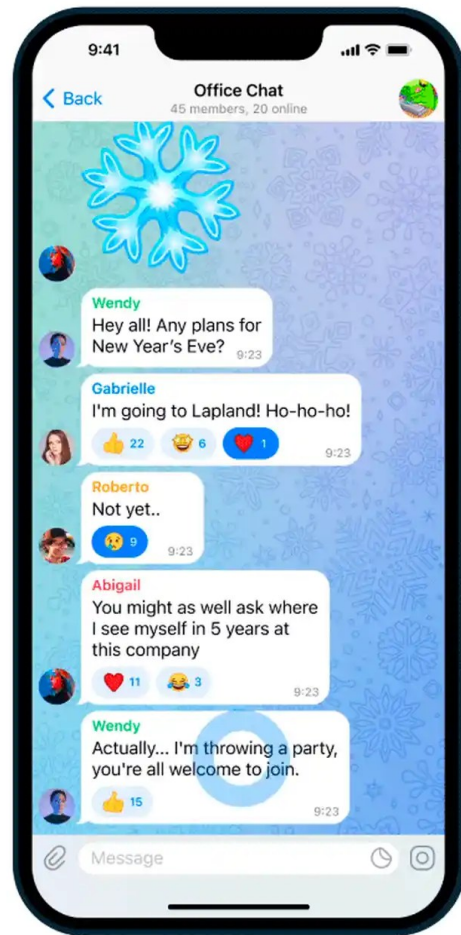 9:41
Back
Office Chat
45 members, 20 online
Wendy
Hey all! Any plans for
New Year's Eve? 9:23
Gabrielle
I'm going to Lapland! Ho-ho-ho!
22 6 1 9:23
Roberto
Not yet..
9 9:23
Abigail
You might as well ask where
I see myself in 5 years at
this company
11 3 9:23
Wendy
Actually... I'm throwing a party,
you're all welcome to join.
15 9:23
Message